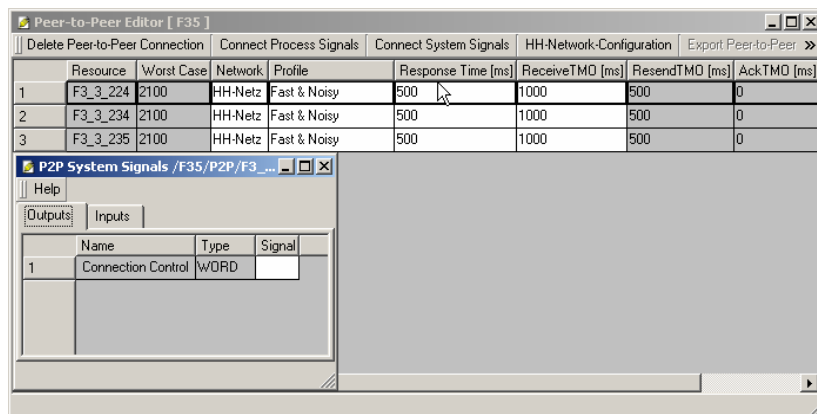 Peer-to-Peer Editor [ F35 ]
Delete Peer-to-Peer Connection Connect Process Signals Connect System Signals HH-Network-Configuration Export Peer-to-Peer »
Resource Worst Case Network Profile Response Time [ms] ReceiveTMO [ms] ResendTMO [ms] AckTMO [ms]
1 F3_3_224 2100 HH-Netz Fast & Noisy 500 1000 500 0
2 F3_3_234 2100 HH-Netz Fast & Noisy 500 1000 500 0
3 F3_3_235 2100 HH-Netz Fast & Noisy 500 1000 500 0
P2P System Signals /F35/P2P/F3_...
Help
Outputs Inputs
Name Type Signal
1 Connection Control WORD